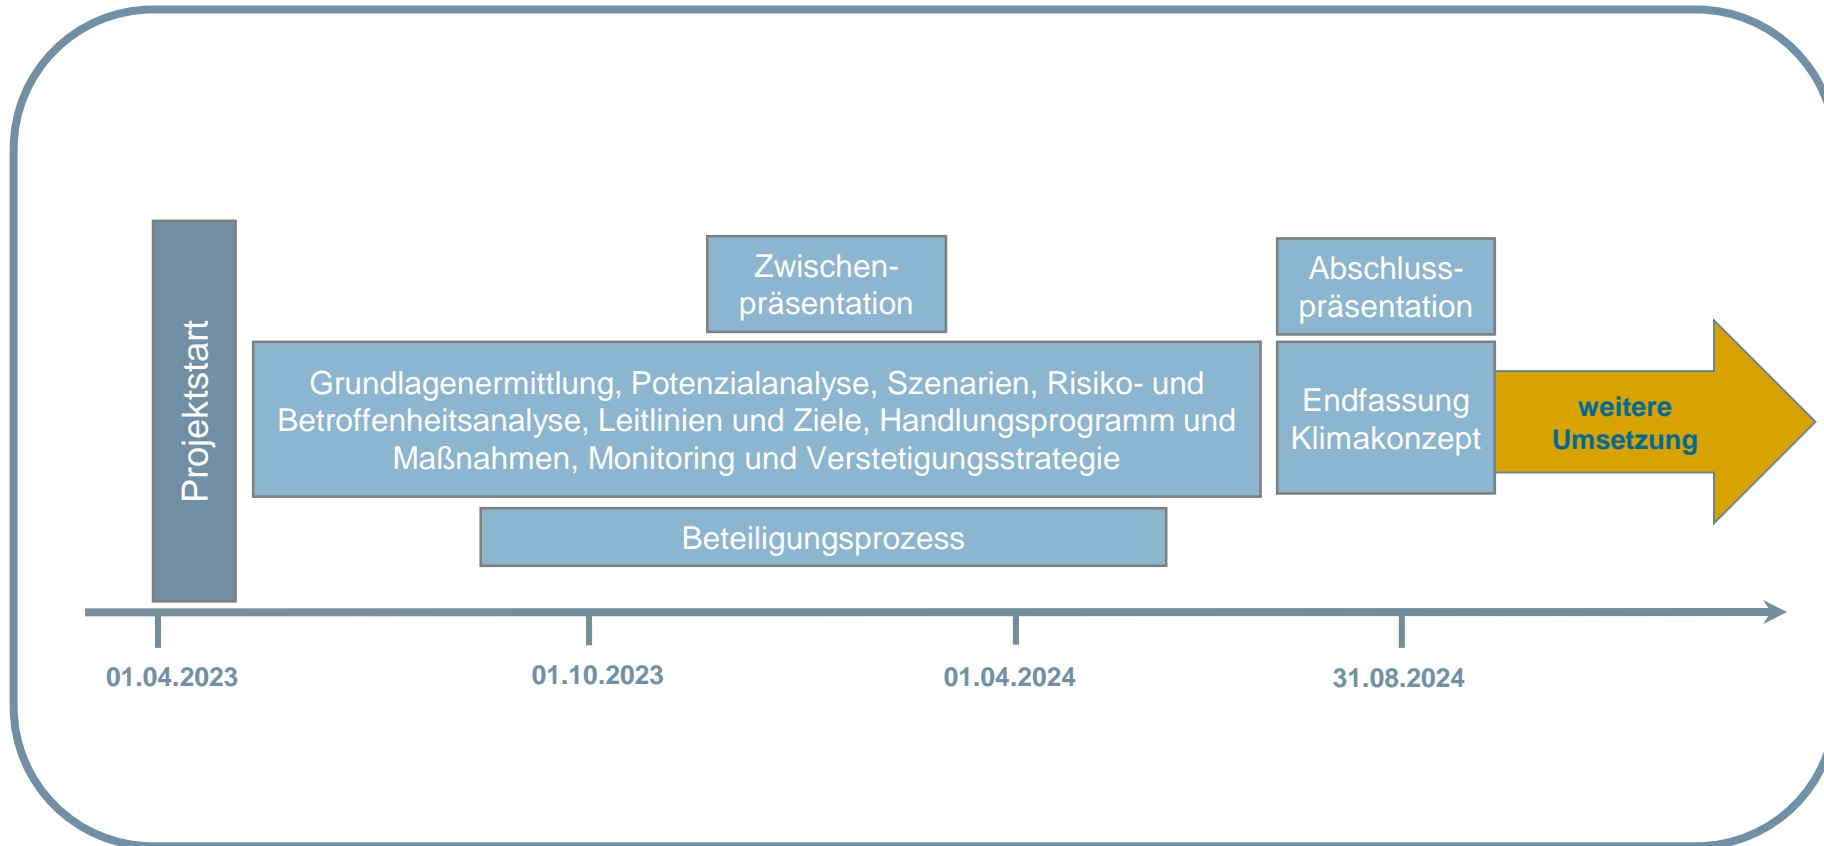 Projektstart
Zwischen-
präsentation
Abschluss-
präsentation
Grundlagenermittlung, Potenzialanalyse, Szenarien, Risiko- und
Betroffenheitsanalyse, Leitlinien und Ziele, Handlungsprogramm und
Maßnahmen, Monitoring und Verstetigungsstrategie
Endfassung
Klimakonzept
weitere
Umsetzung
Beteiligungsprozess
01.04.2023
01.10.2023
01.04.2024
31.08.2024